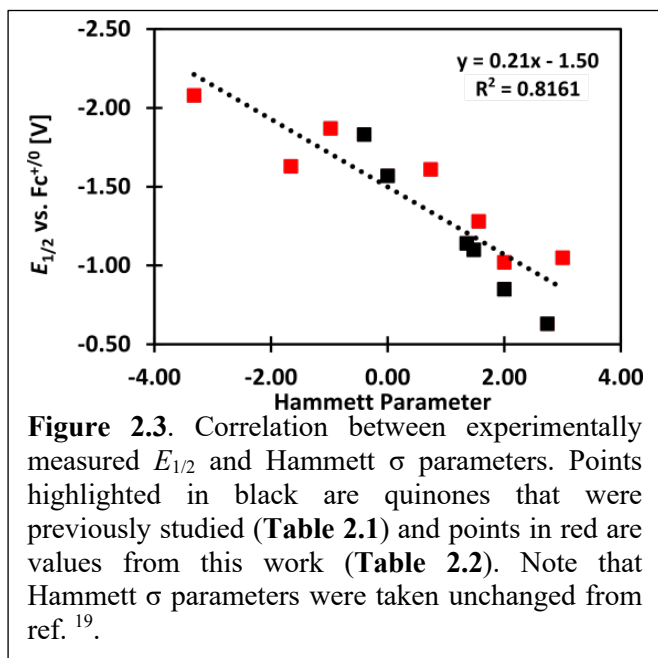 -2.50
y = 0.21x - 1.50
R² = 0.8161
-2.00
-1.50
-1.00
-0.50
E1/2 vs. Fc+/0 [V]
-4.00 -2.00 0.00 2.00 4.00
Hammett Parameter
Figure 2.3. Correlation between experimentally
measured E1/2 and Hammett σ parameters. Points
highlighted in black are quinones that were
previously studied (Table 2.1) and points in red are
values from this work (Table 2.2). Note that
Hammett σ parameters were taken unchanged from
ref. 19.